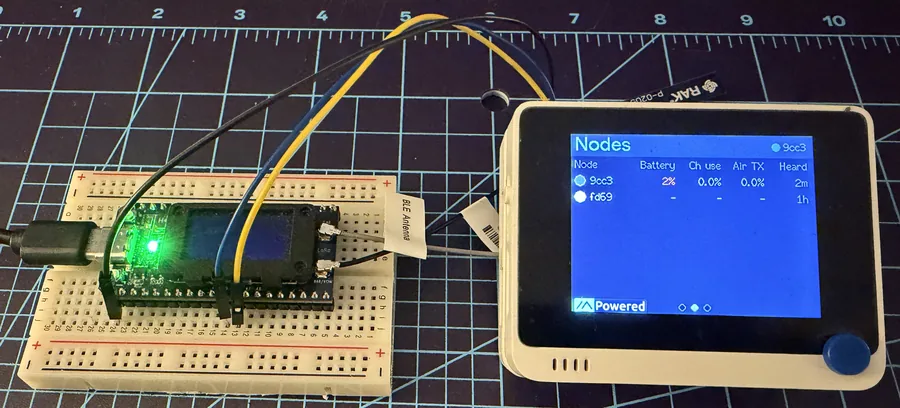 1 2 3 4 5 6 7 8 9 10
RAK
BLE Antenna
Nodes 9cc3
Node Battery Ch use Air TX Heard
9cc3 2% 0.0% 0.0% 2m
fd69 - - - 1h
Powered